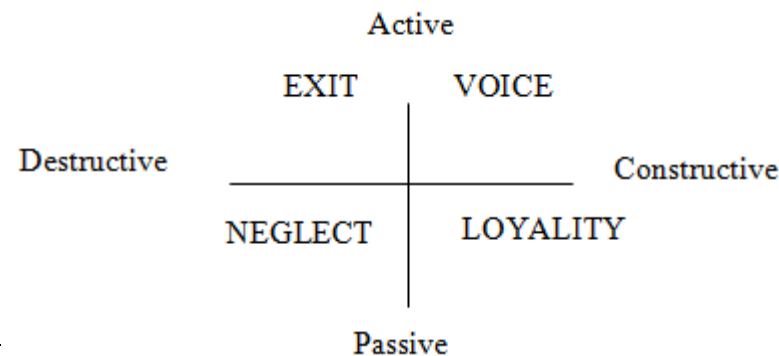 Active
EXIT VOICE
Destructive Constructive
NEGLECT LOYALITY
Passive